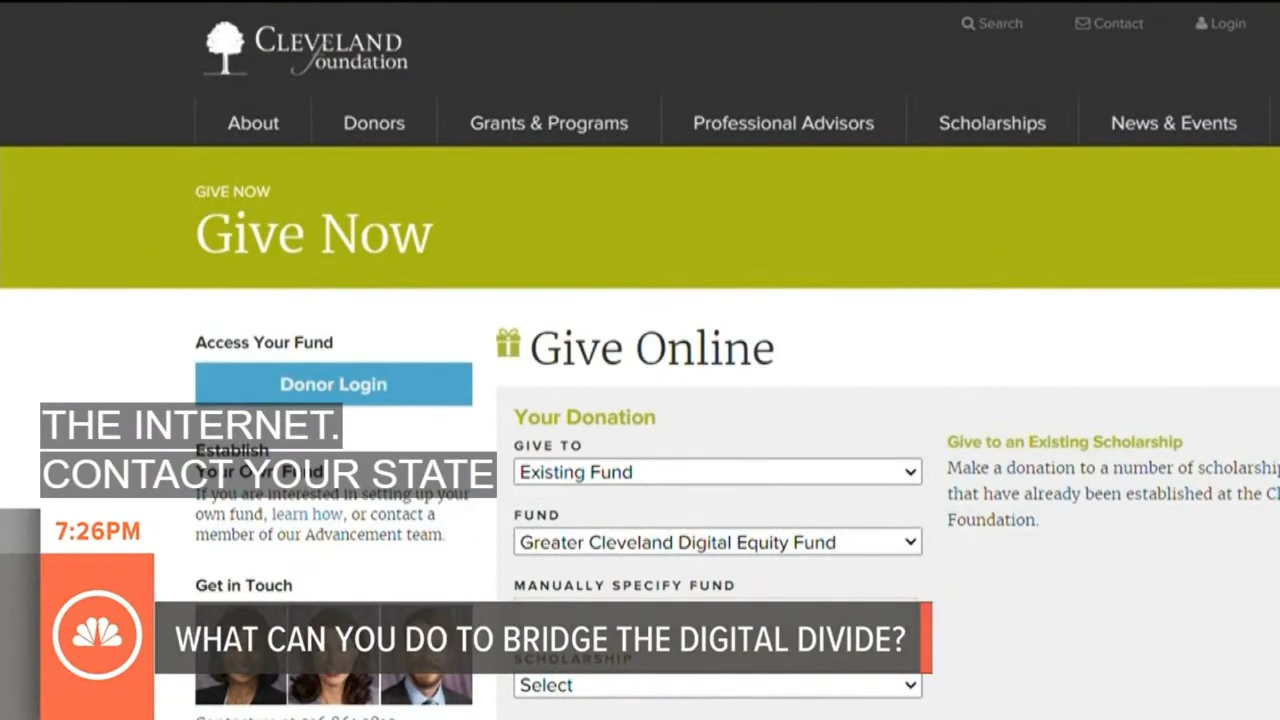 Search
Contact
Login
CLEVELAND
foundation
About
Donors
Grants & Programs
Professional Advisors
Scholarships
News & Events
GIVE NOW
Give Now
Access Your Fund
Donor Login
Establish
Your Own Fund
If you are interested in setting up your
own fund, learn how, or contact a
member of our Advancement team.
Get in Touch
Give Online
Your Donation
GIVE TO
Existing Fund
FUND
Greater Cleveland Digital Equity Fund
MANUALLY SPECIFY FUND
SCHOLARSHIP
Select
Give to an Existing Scholarship
Make a donation to a number of
that have already been established at the
Foundation.
THE INTERNET.
CONTACT YOUR STATE
7:26PM
WHAT CAN YOU DO TO BRIDGE THE DIGITAL DIVIDE?